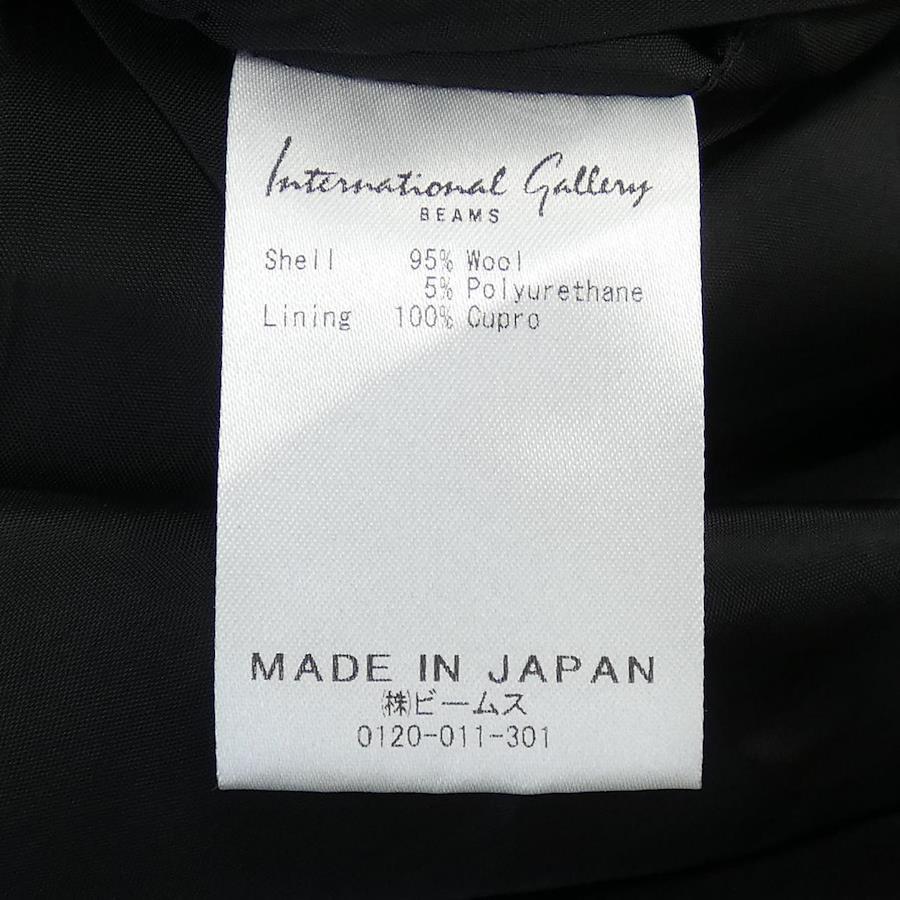 International Gallery
BEAMS
Shell 95% Wool
5% Polyurethane
Lining 100% Cupro
MADE IN JAPAN
㈱ビームス
0120-011-301